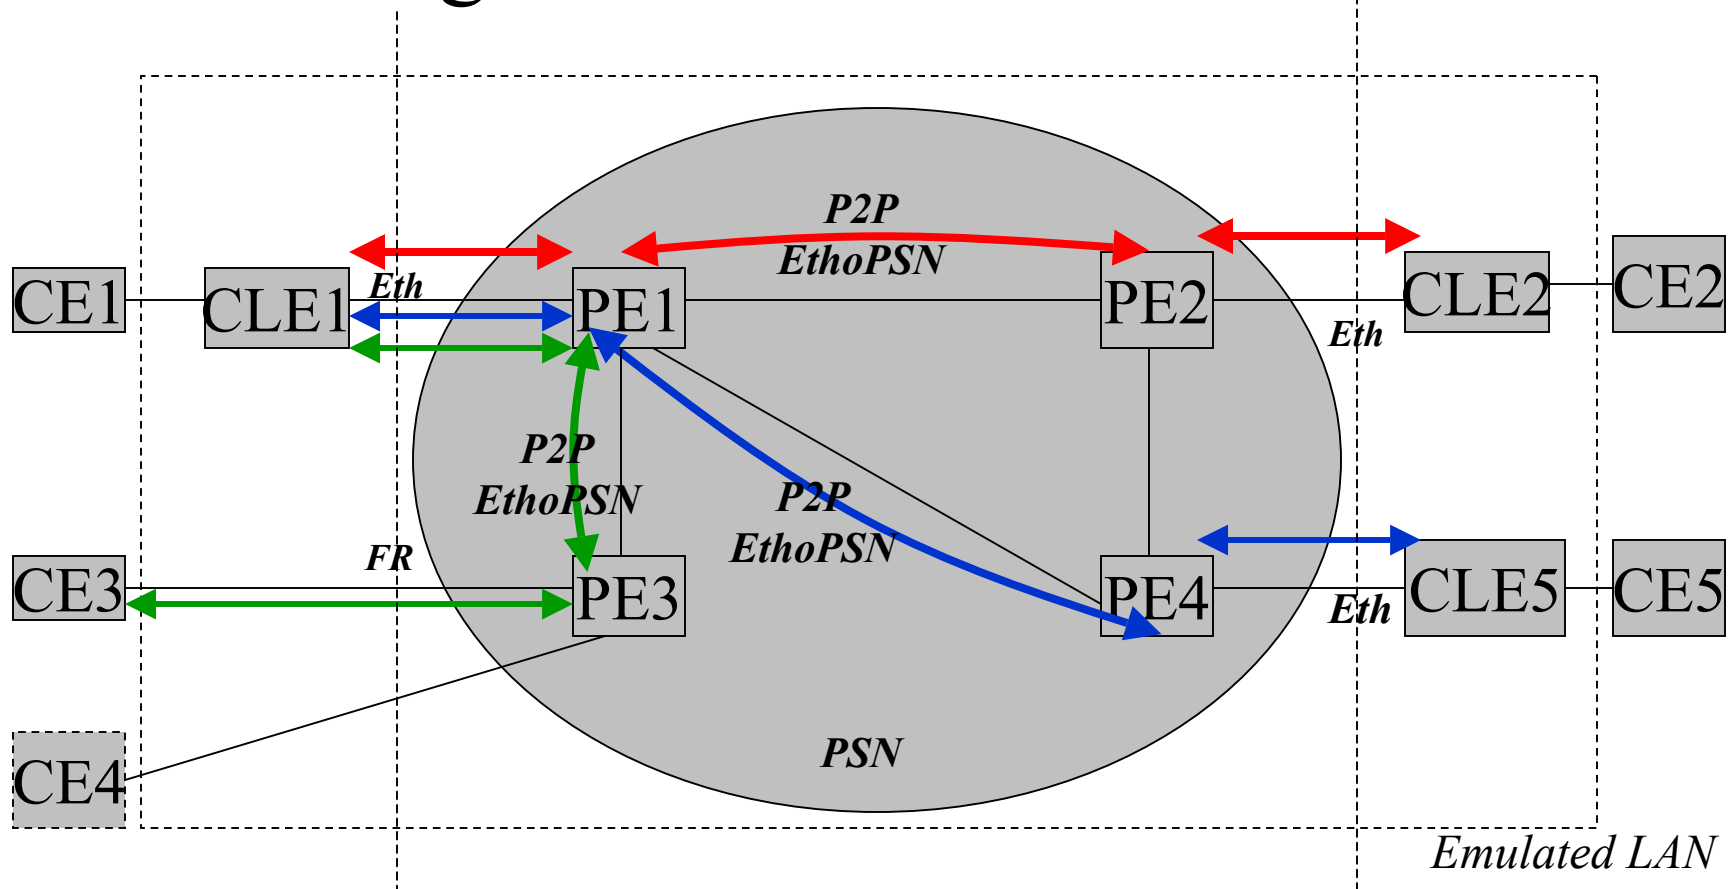 P2P
EthoPSN
CE1
CLE1
Eth
PE1
PE2
CLE2
CE2
Eth
P2P
EthoPSN
P2P
EthoPSN
FR
CE3
PE3
PE4
Eth
CLE5
CE5
PSN
CE4
Emulated LAN